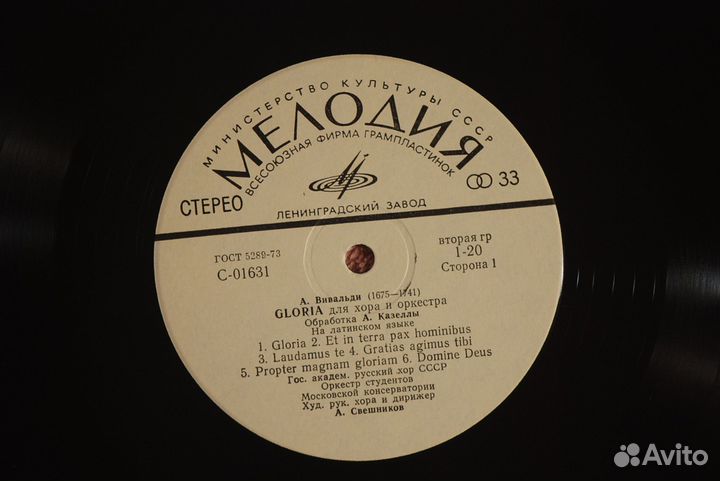 МИНИСТЕРСТВО КУЛЬТУРЫ СССР
МЕЛОДИЯ
ВСЕСОЮЗНАЯ ФИРМА ГРАМПЛАСТИНОК
СТЕРЕО
33
ЛЕНИНГРАДСКИЙ ЗАВОД
ГОСТ 5289-73
С-01631
вторая гр
1-20
Сторона 1
А. Вивальди (1675—1741)
GLORIA для хора и оркестра
Обработка А. Казеллы
На латинском языке
1. Gloria 2. Et in terra pax hominibus
3. Laudamus te 4. Gratias agimus tibi
5. Propter magnam gloriam 6. Domine Deus
Гос. академ. русский хор СССР
Оркестр студентов
Московской консерватории
Худ. рук. хора и дирижер
А. Свешников
Avito